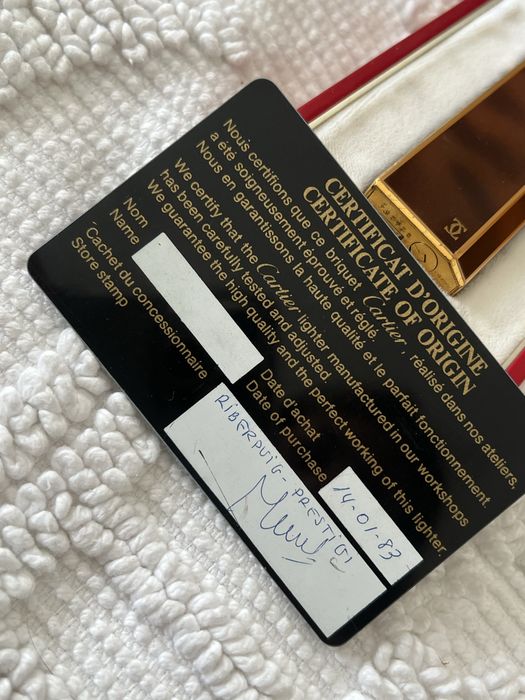 CERTIFICAT D'ORIGINE
CERTIFICATE OF ORIGIN
Nous certifions que ce briquet Cartier, réalisé dans nos ateliers,
a été soigneusement éprouvé et réglé.
Nous en garantissons la haute qualité et le parfait fonctionnement
We certify that the Cartier lighter manufactured in our workshops
has been carefully tested and adjusted.
We guarantee the high quality and the perfect working of this lighter.
Nom
Name
Date d'achat
Date of purchase
14-01-83
Cachet du concessionnaire
Store stamp
RIBERPUIG-PRESTIGI